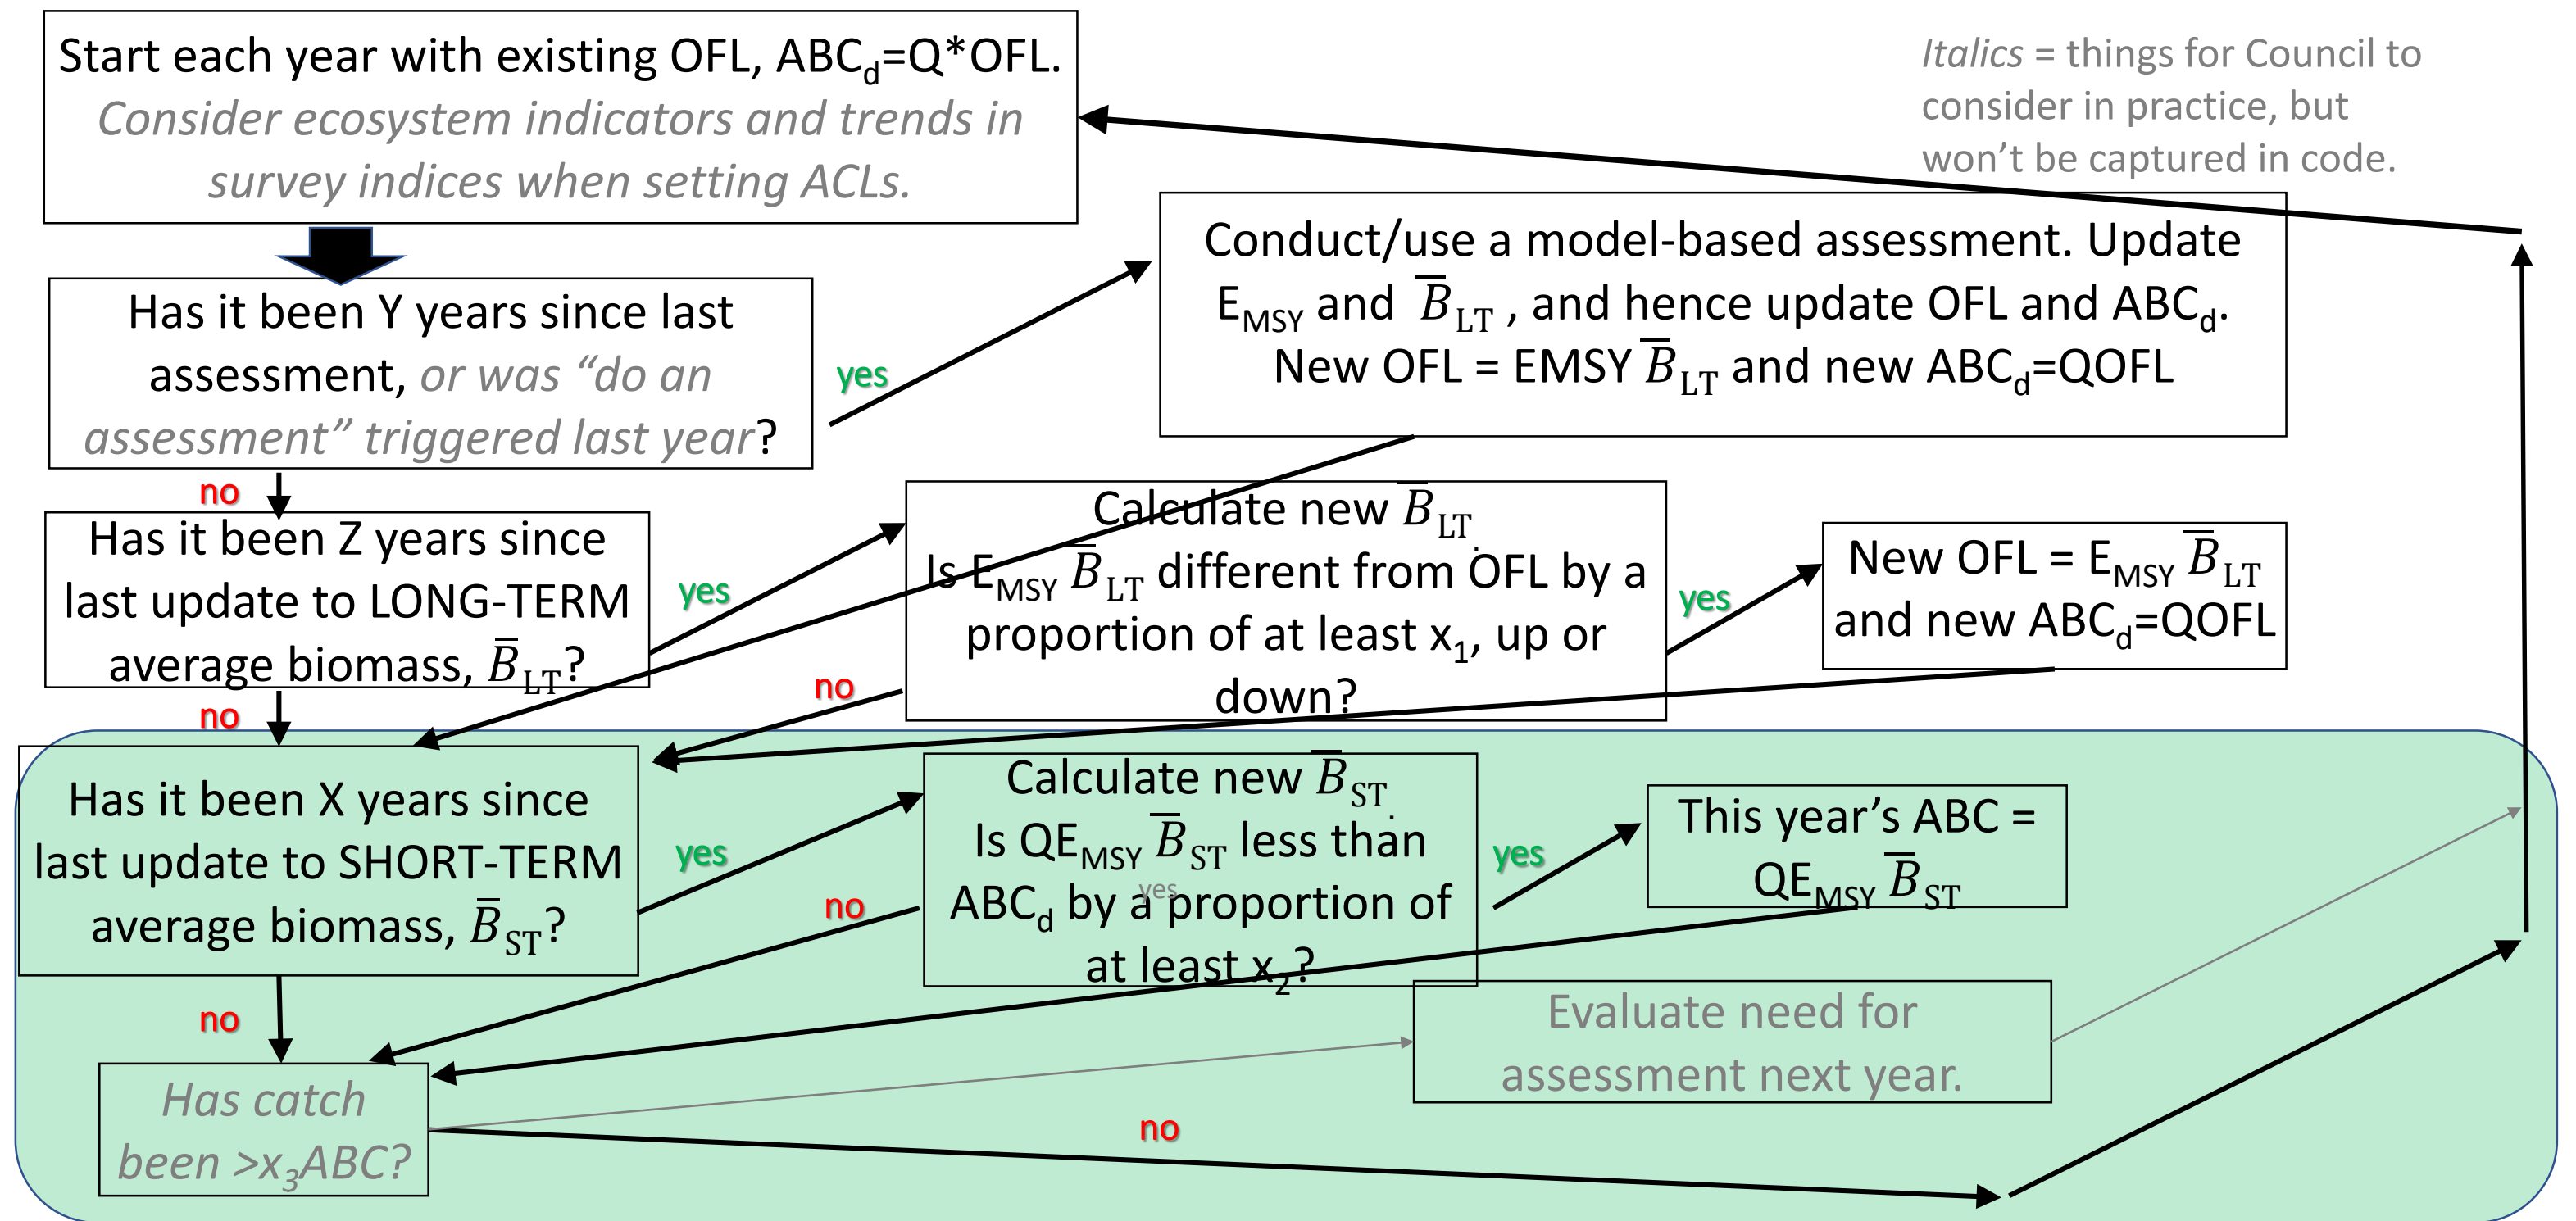 Start each year with existing OFL, ABCd=Q*OFL.
Consider ecosystem indicators and trends in
survey indices when setting ACLs.
Italics = things for Council to
consider in practice, but
won’t be captured in code.
Has it been Y years since last
assessment, or was “do an
assessment” triggered last year?
yes
Conduct/use a model-based assessment. Update
EMSY and B̅LT , and hence update OFL and ABCd.
New OFL = EMSY B̅LT and new ABCd=QOFL
no
Has it been Z years since
last update to LONG-TERM
average biomass, B̅LT?
yes
Calculate new B̅LT.
Is EMSY B̅LT different from OFL by a
proportion of at least x1, up or
down?
yes
New OFL = EMSY B̅LT
and new ABCd=QOFL
no
no
Has it been X years since
last update to SHORT-TERM
average biomass, B̅ST?
yes
Calculate new B̅ST.
Is QEMSY B̅ST less than
ABCd by a proportion of
at least x2?
yes
This year’s ABC =
QEMSY B̅ST
no
no
yes
Has catch
been >x3ABC?
Evaluate need for
assessment next year.
no